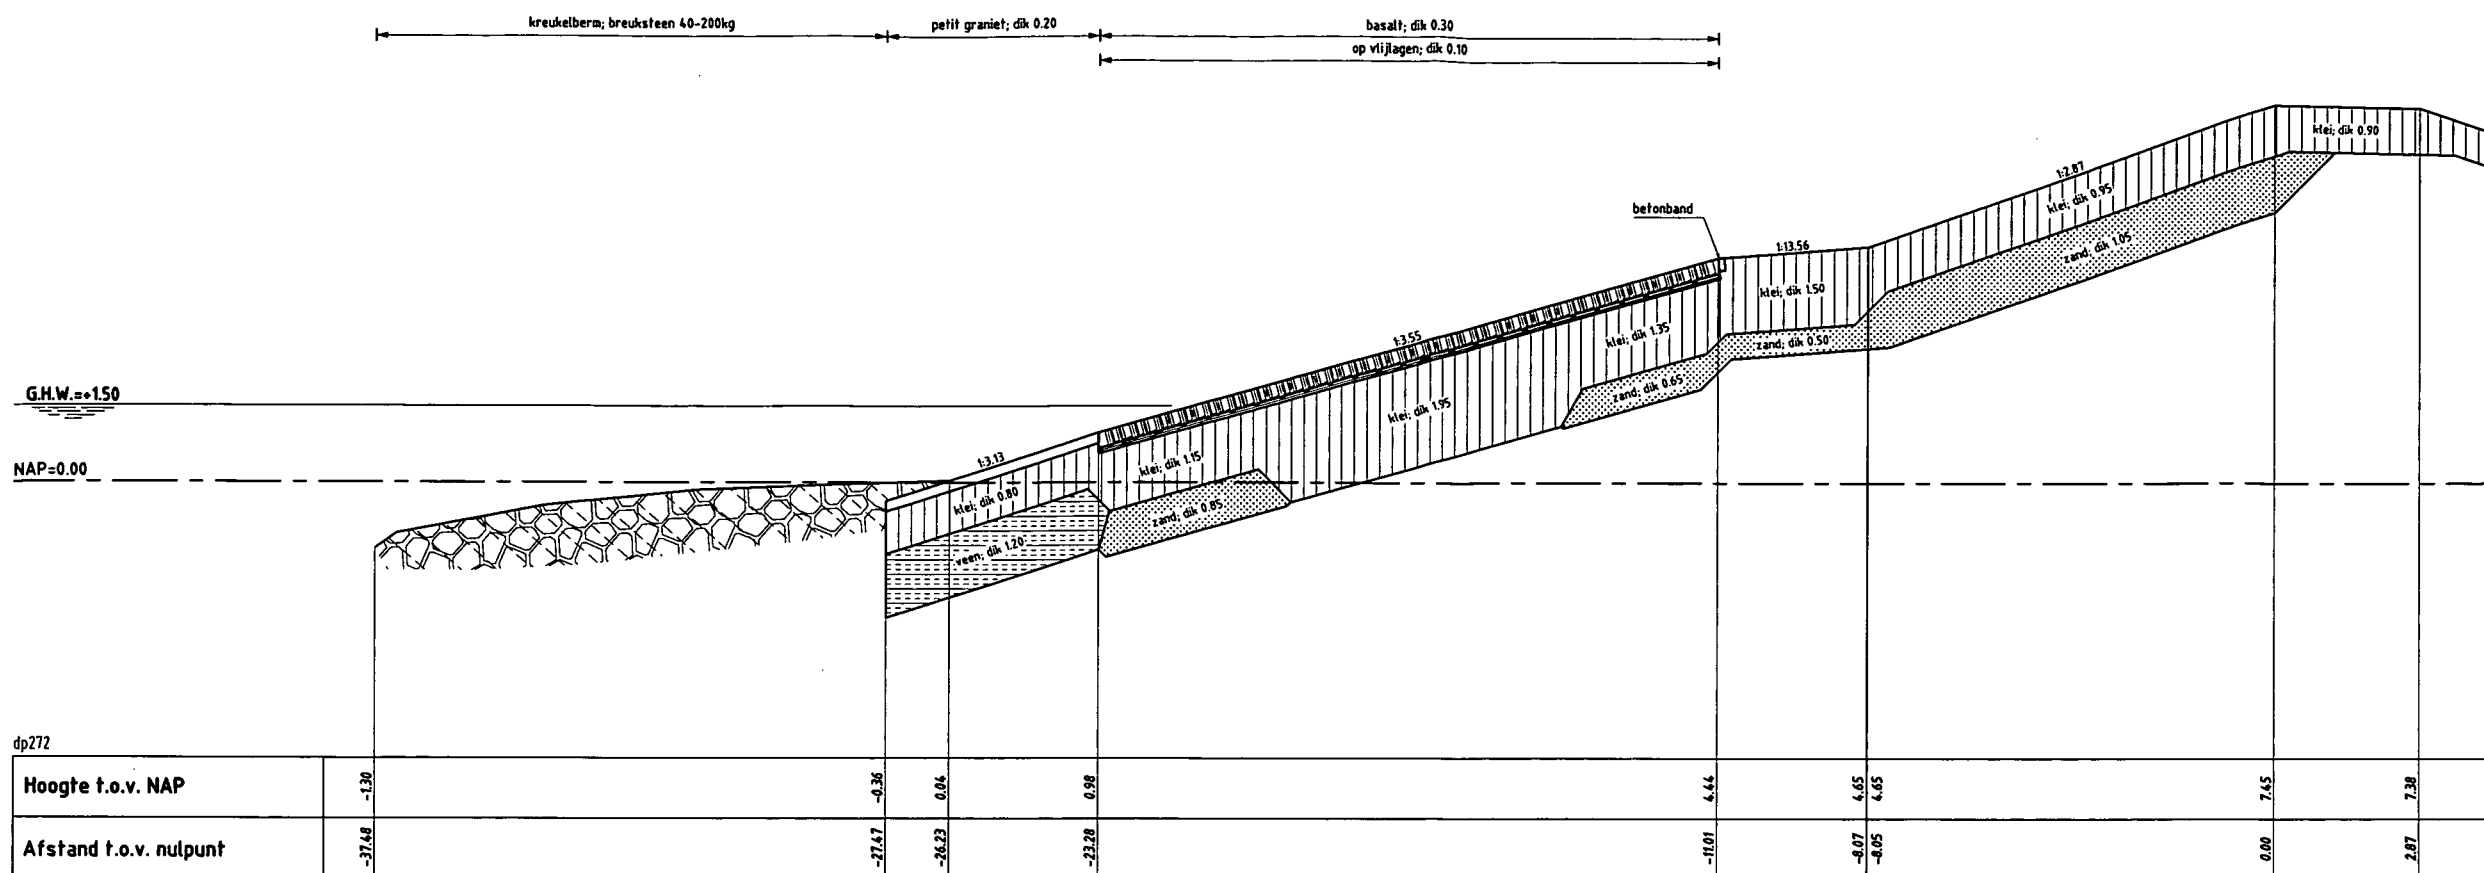 kreukelberm; breuksteen 40-200kg
petit graniet; dik 0.20
basalt; dik 0.30
op vlijlagen; dik 0.10
klei; dik 0.90
1:2.87
klei; dik 0.95
betonband
1:13.56
zand; dik 1.05
klei; dik 1.50
1:3.55
klei; dik 1.35
zand; dik 0.50
zand; dik 0.65
G.H.W.=+1.50
klei; dik 1.95
NAP=0.00
1:3.13
klei; dik 1.15
klei; dik 0.80
zand; dik 0.85
veen; dik 1.20
dp272
Hoogte t.o.v. NAP -1.30 -0.36 0.04 0.98 4.44 4.65 4.65 7.45 7.38
Afstand t.o.v. nulpunt -37.48 -27.47 -26.23 -23.28 -11.01 -8.07 -8.05 0.00 2.87